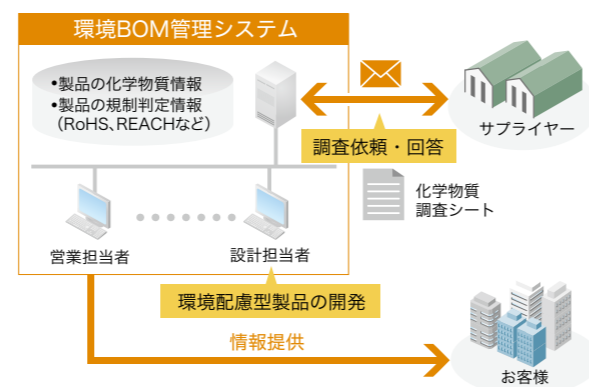 環境BOM管理システム
•製品の化学物質情報
•製品の規制判定情報
（RoHS、REACHなど）
サプライヤー
調査依頼・回答
化学物質
調査シート
営業担当者
設計担当者
環境配慮型製品の開発
情報提供
お客様